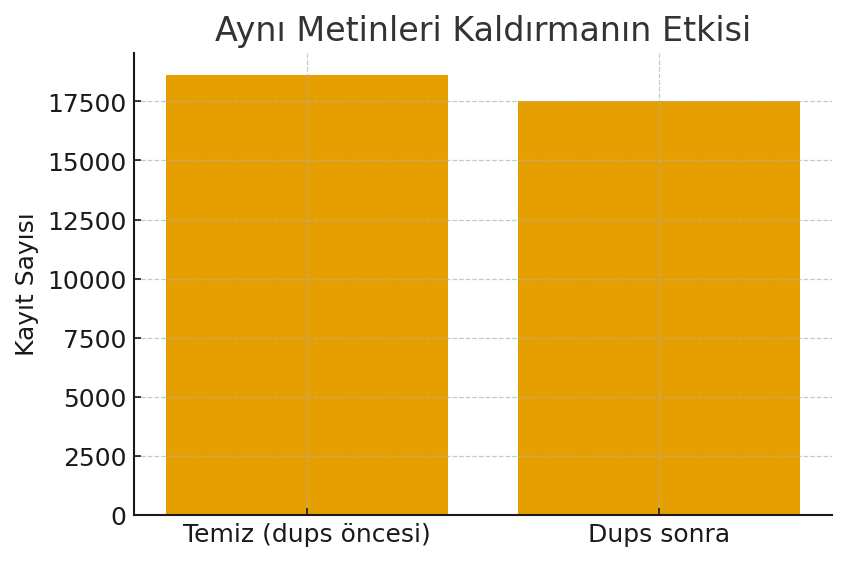 Aynı Metinleri Kaldırmanın Etkisi
Kayıt Sayısı
17500
15000
12500
10000
7500
5000
2500
0
Temiz (dups öncesi)
Dups sonra